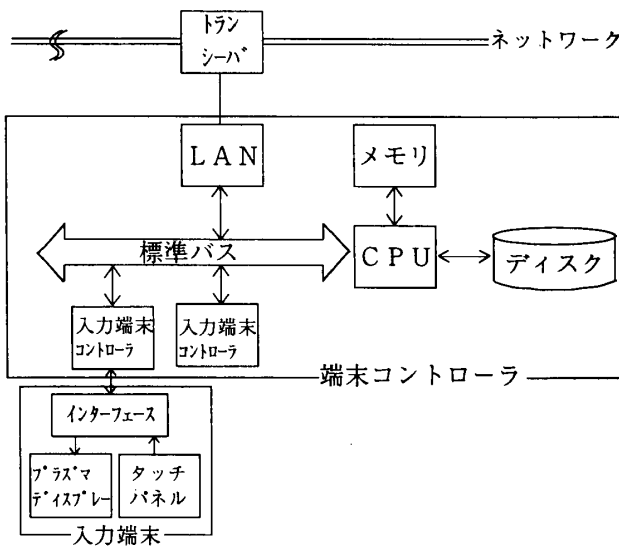 トラン
シーバ
ネットワーク
LAN
メモリ
標準バス
CPU
ディスク
入力端末
コントローラ
入力端末
コントローラ
端末コントローラ
インターフェース
プラズマ
ディスプレー
タッチ
パネル
入力端末